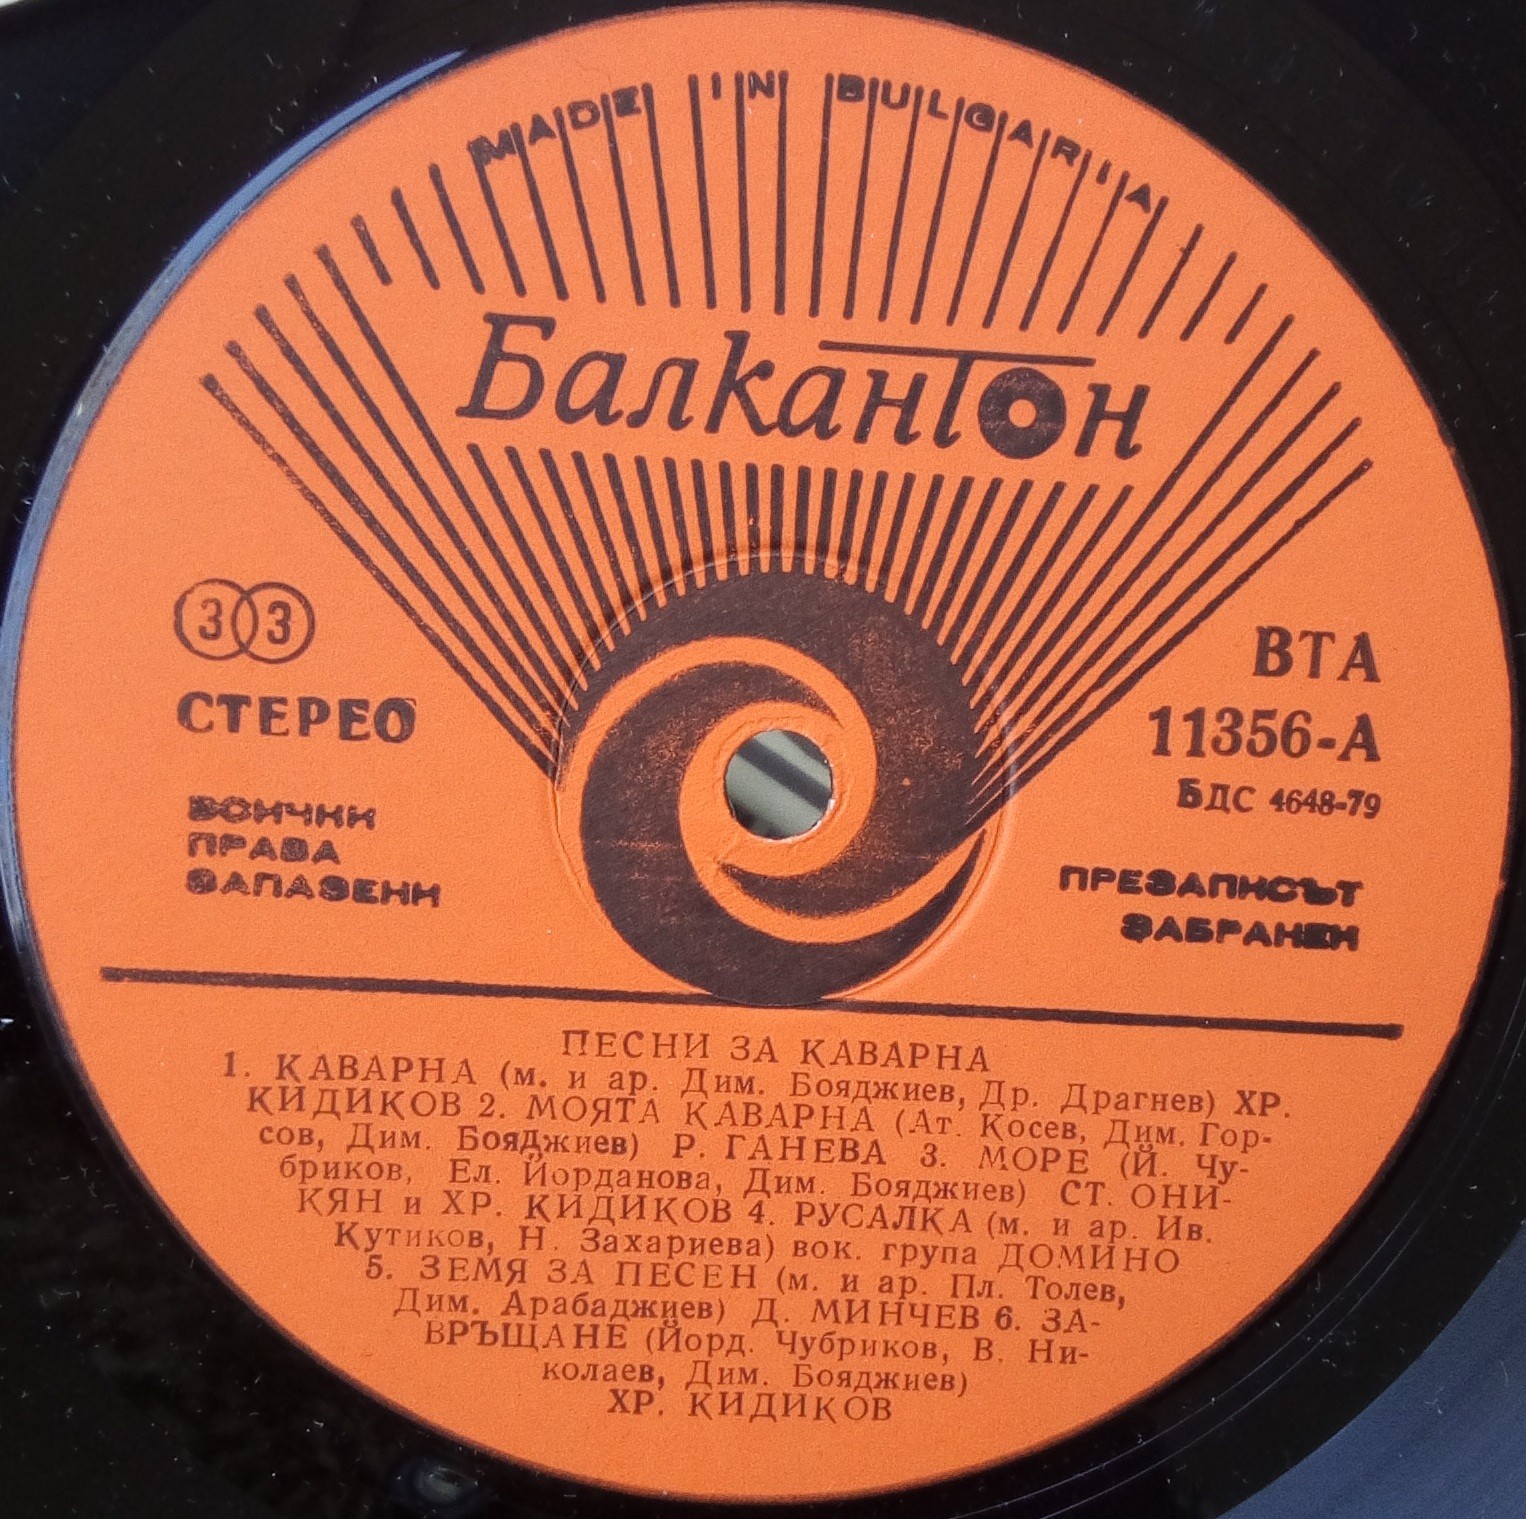 MADE IN BULGARIA
Балкантон
33
СТЕРЕО
ВСИЧКИ
ПРАВА
ЗАПАЗЕНИ
ВТА
11356-А
БДС 4648-79
ПРЕЗАПИСЪТ
ЗАБРАНЕН
ПЕСНИ ЗА КАВАРНА
1. КАВАРНА (м. и ар. Дим. Бояджиев, Др. Драгнев) ХР.
КИДИКОВ 2. МОЯТА КАВАРНА (Ат. Косев, Дим. Гор-
сов, Дим. Бояджиев) Р. ГАНЕВА 3. МОРЕ (Й. Чу-
бриков, Ел. Йорданова, Дим. Бояджиев) СТ. ОНИ-
КЯН и ХР. КИДИКОВ 4. РУСАЛКА (м. и ар. Ив.
Кутиков, Н. Захариева) вок. група ДОМИНО
5. ЗЕМЯ ЗА ПЕСЕН (м. и ар. Пл. Толев,
Дим. Арабаджиев) Д. МИНЧЕВ 6. ЗА-
ВРЪЩАНЕ (Йорд. Чубриков, В. Ни-
колаев, Дим. Бояджиев)
ХР. КИДИКОВ